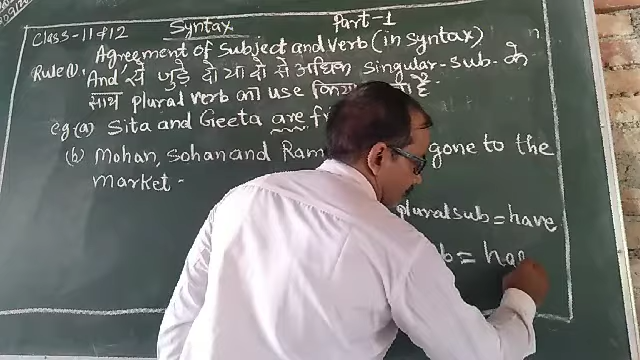 Class-11 & 12 Syntax Part-1
Agreement of Subject and Verb (in syntax)
Rule (1). 'And' से जुड़े दो या दो से अधिक singular-sub. के
साथ plural verb का use
है.
e.g (a) Sita and Geeta are
(b) Mohan, Sohan and Ram gone to the
market.
plural sub = have
= ha